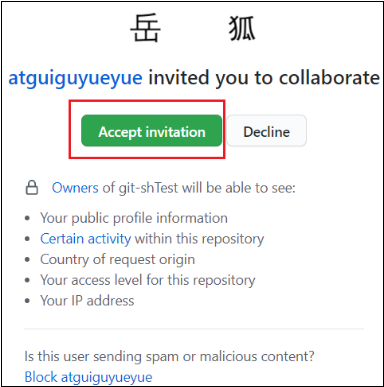 岳 狐
atguiguyueyue invited you to collaborate
Accept invitation Decline
Owners of git-shTest will be able to see:
• Your public profile information
• Certain activity within this repository
• Country of request origin
• Your access level for this repository
• Your IP address
Is this user sending spam or malicious content?
Block atguiguyueyue